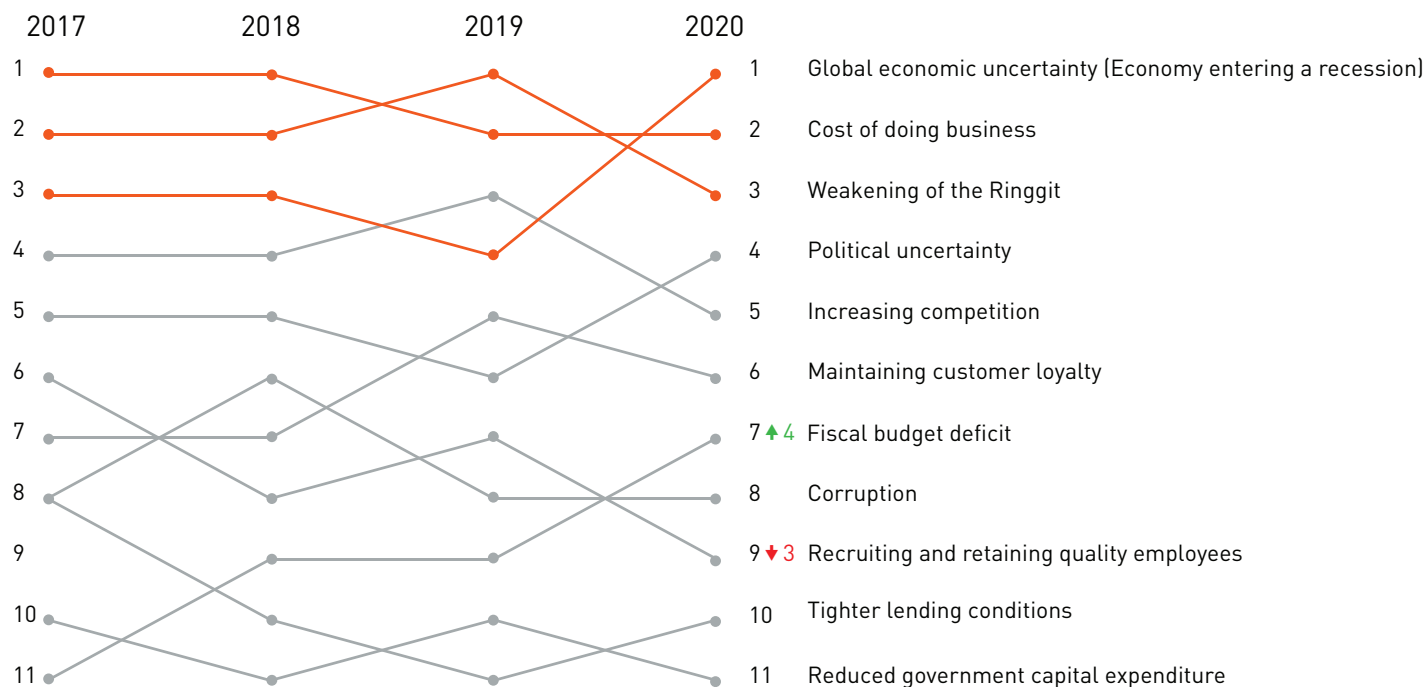 2017 2018 2019 2020
1 1 Global economic uncertainty (Economy entering a recession)
2 2 Cost of doing business
3 3 Weakening of the Ringgit
4 4 Political uncertainty
5 5 Increasing competition
6 6 Maintaining customer loyalty
7 7 4 Fiscal budget deficit
8 8 Corruption
9 9 3 Recruiting and retaining quality employees
10 10 Tighter lending conditions
11 11 Reduced government capital expenditure